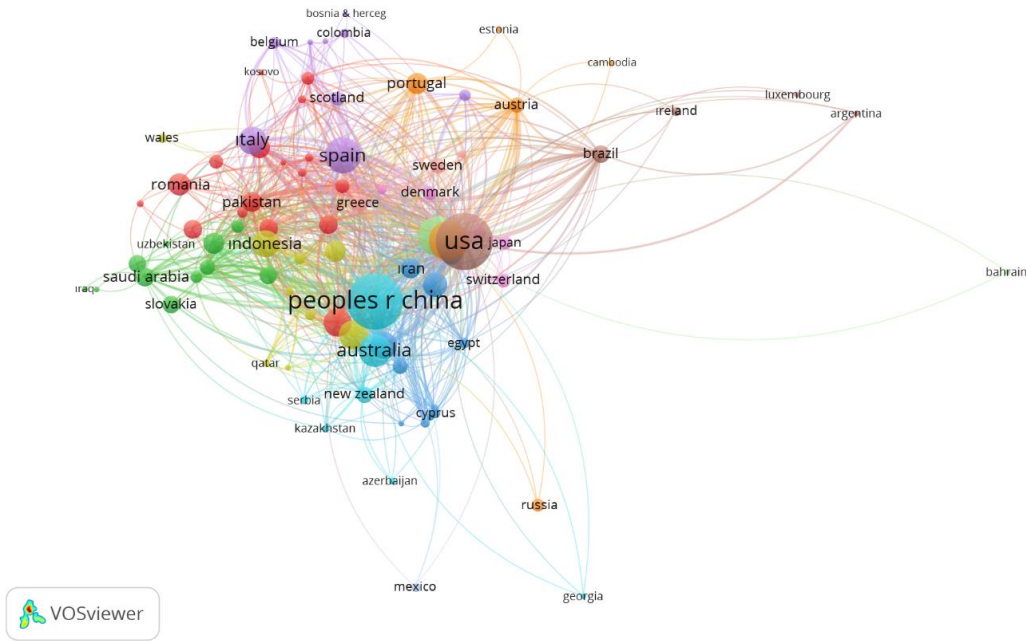 bosnia & herceg
colombia
estonia
belgium
kosovo
scotland
portugal
cambodia
austria
luxembourg
ireland
argentina
wales
italy
spain
sweden
brazil
romania
denmark
pakistan
greece
uzbekistan
indonesia
usa
japan
iran
switzerland
bahrain
saudi arabia
iraq
slovakia
peoples r china
australia
egypt
qatar
new zealand
serbia
cyprus
kazakhstan
azerbaijan
russia
mexico
georgia
VOSviewer